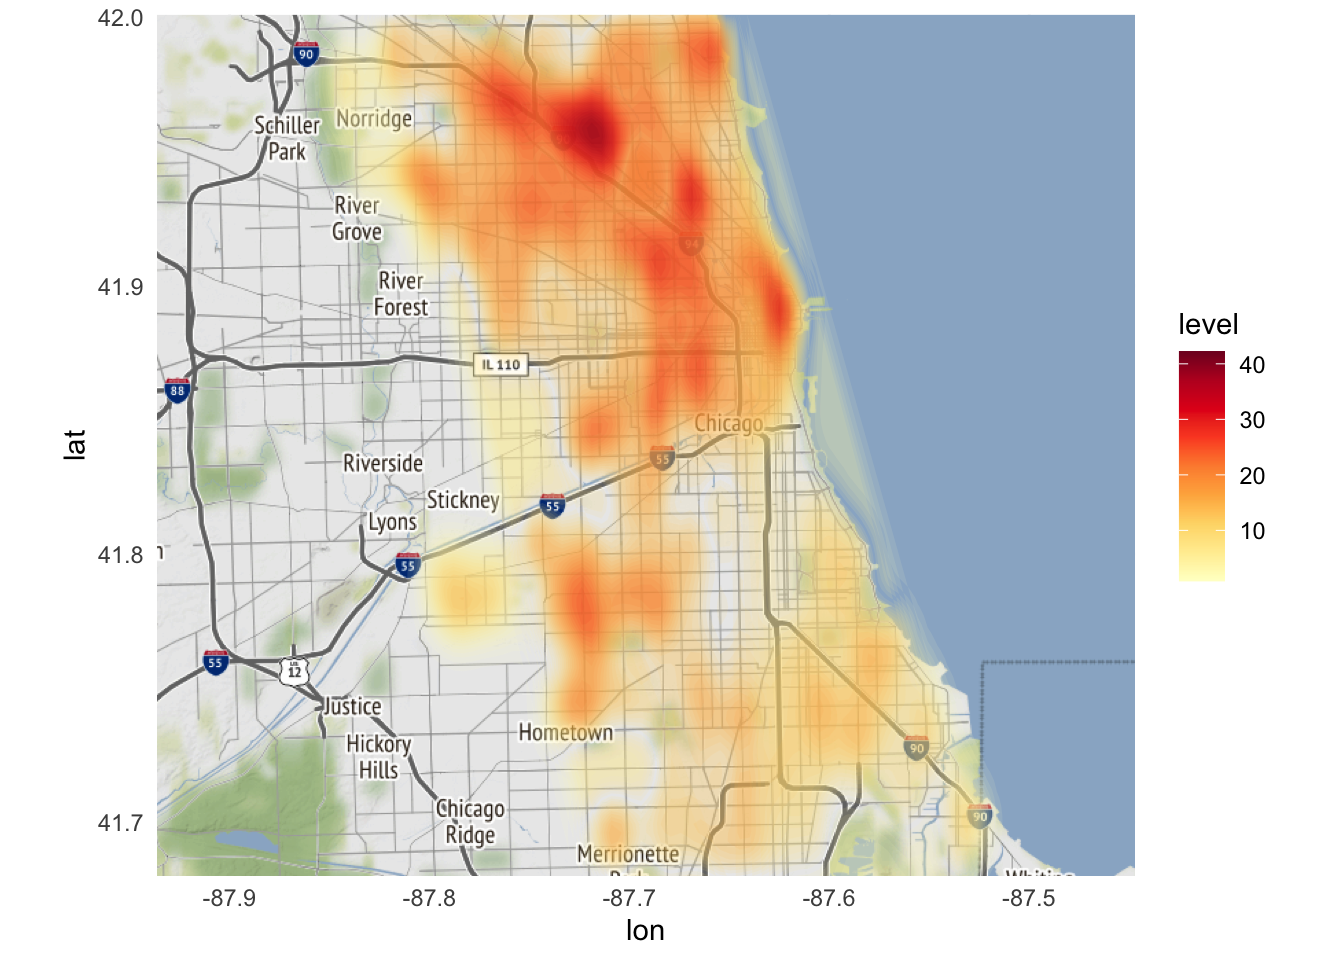 42.0
41.9
41.8
41.7
lat
90
Norridge
Schiller
Park
River
Grove
94
River
Forest
IL 110
88
Chicago
55
Riverside
Stickney
55
Lyons
55
55
US
12
Justice
Hometown
Hickory
Hills
90
Chicago
Ridge
90
Merrionette
-87.9
-87.8
-87.7
-87.6
-87.5
lon
level
40
30
20
10